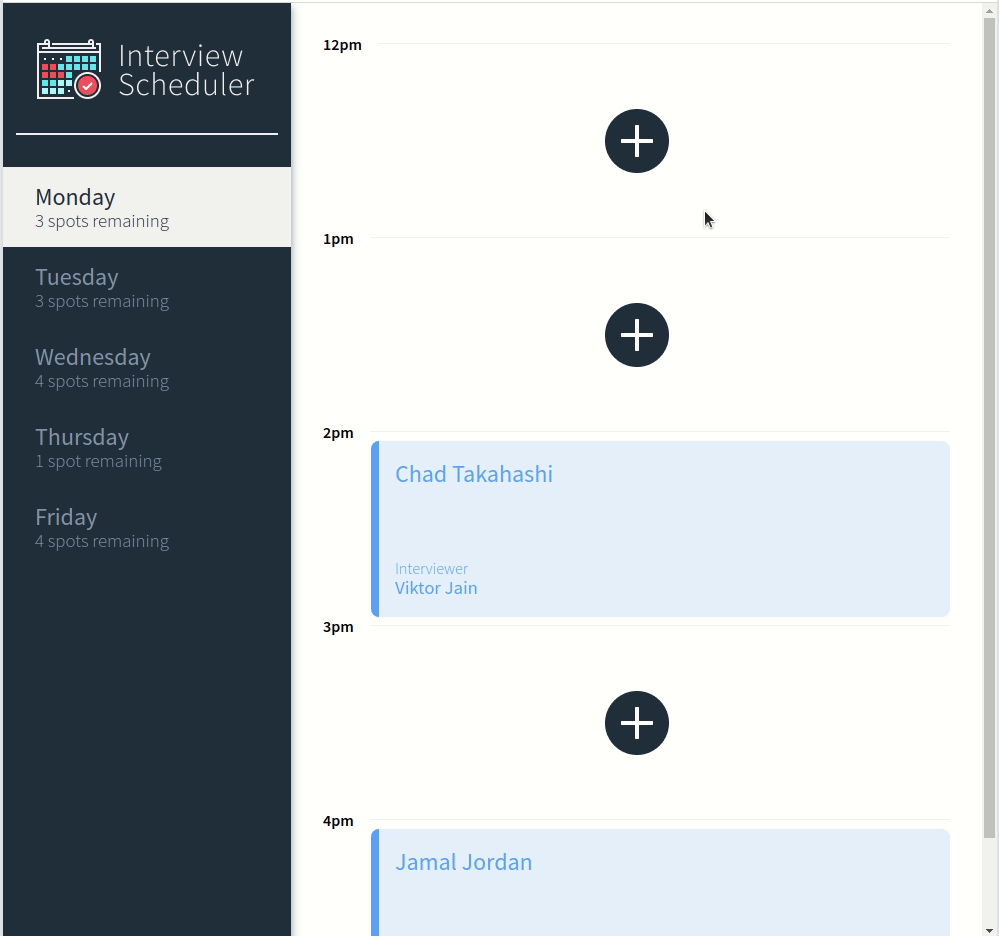 Interview
Scheduler
Monday
3 spots remaining
Tuesday
3 spots remaining
Wednesday
4 spots remaining
Thursday
1 spot remaining
Friday
4 spots remaining
12pm
1pm
2pm
Chad Takahashi
Interviewer
Viktor Jain
3pm
4pm
Jamal Jordan